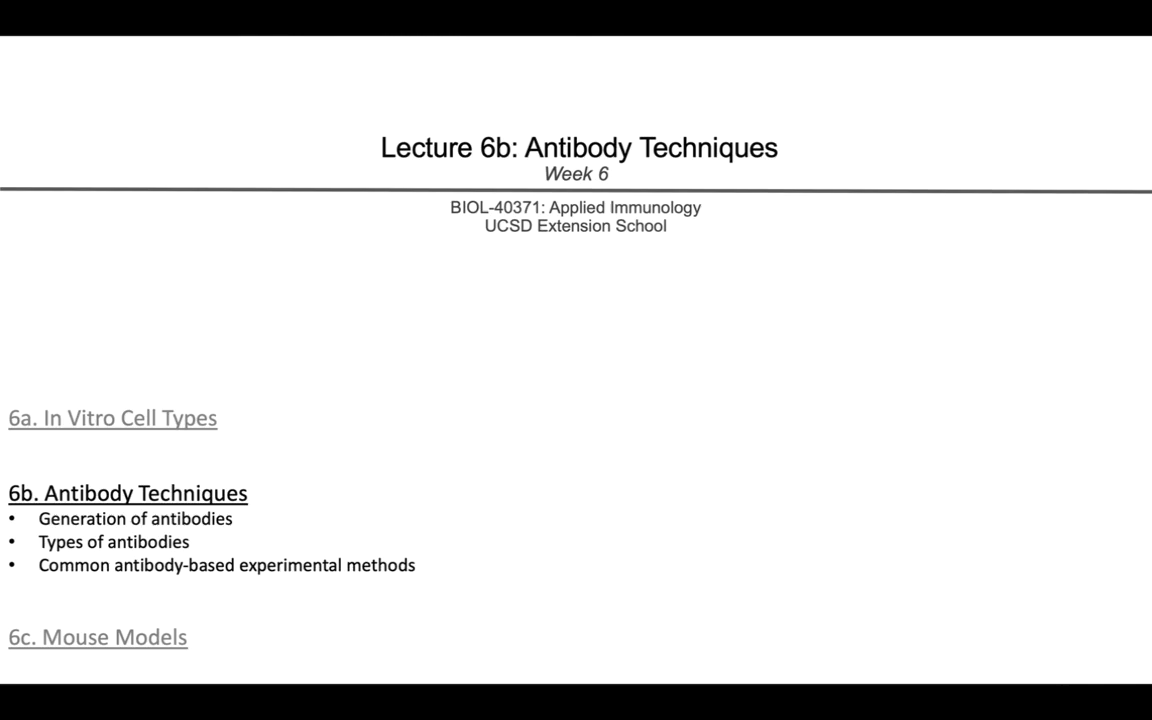 Lecture 6b: Antibody Techniques
Week 6
BIOL-40371: Applied Immunology
UCSD Extension School
6a. In Vitro Cell Types
6b. Antibody Techniques
• Generation of antibodies
• Types of antibodies
• Common antibody-based experimental methods
6c. Mouse Models